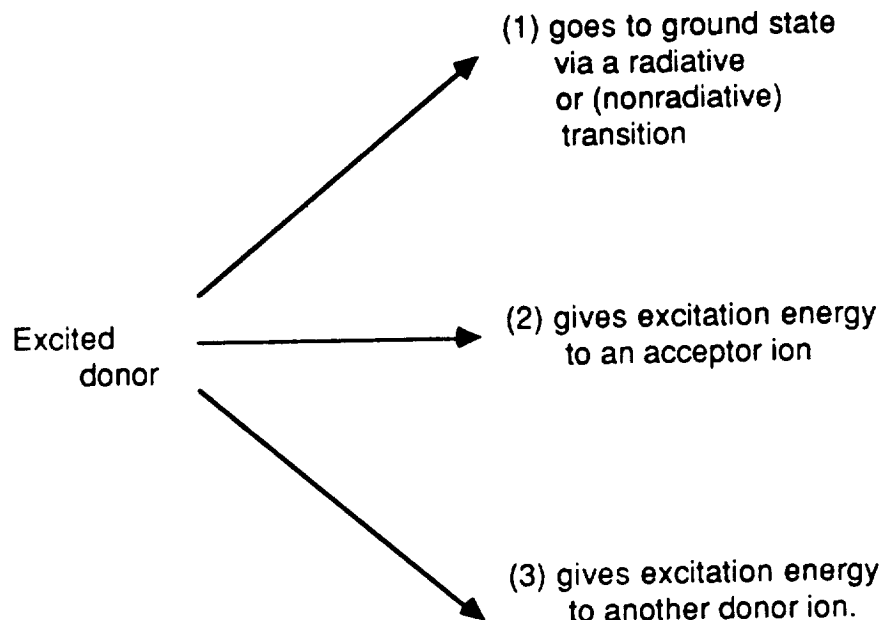 (1) goes to ground state
via a radiative
or (nonradiative)
transition
Excited
donor
(2) gives excitation energy
to an acceptor ion
(3) gives excitation energy
to another donor ion.